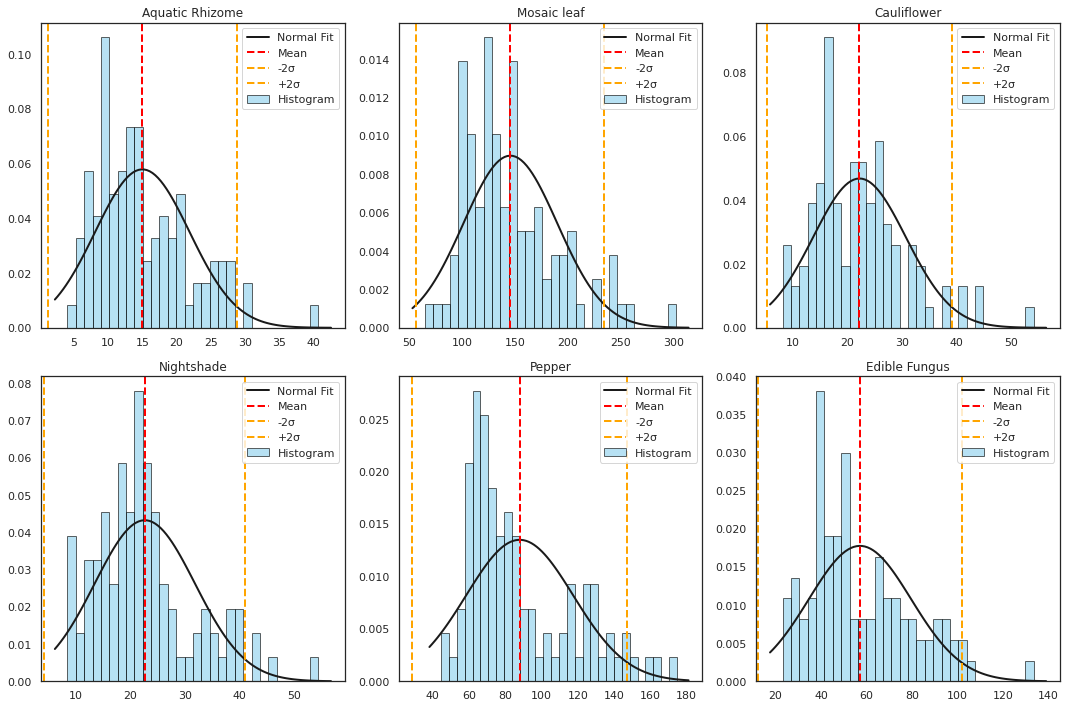 Aquatic Rhizome
Normal Fit
Mean
-2σ
+2σ
Histogram
0.10
0.08
0.06
0.04
0.02
0.00
5 10 15 20 25 30 35 40
Mosaic leaf
Normal Fit
Mean
-2σ
+2σ
Histogram
0.014
0.012
0.010
0.008
0.006
0.004
0.002
0.000
50 100 150 200 250 300
Cauliflower
Normal Fit
Mean
-2σ
+2σ
Histogram
0.08
0.06
0.04
0.02
0.00
10 20 30 40 50
Nightshade
Normal Fit
Mean
-2σ
+2σ
Histogram
0.08
0.07
0.06
0.05
0.04
0.03
0.02
0.01
0.00
10 20 30 40 50
Pepper
Normal Fit
Mean
-2σ
+2σ
Histogram
0.025
0.020
0.015
0.010
0.005
0.000
40 60 80 100 120 140 160 180
Edible Fungus
Normal Fit
Mean
-2σ
+2σ
Histogram
0.040
0.035
0.030
0.025
0.020
0.015
0.010
0.005
0.000
20 40 60 80 100 120 140